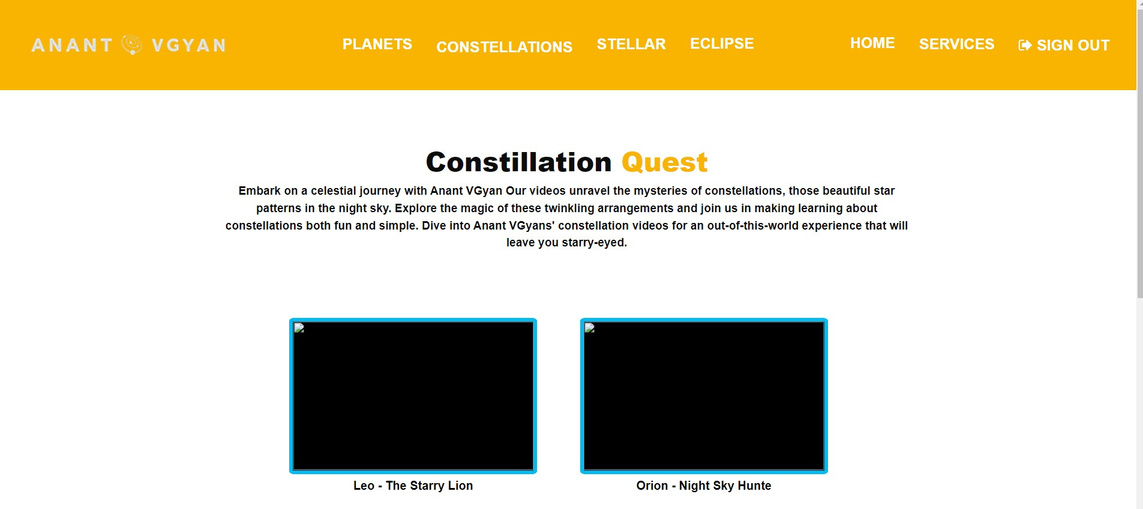 ANANT VGYAN
PLANETS CONSTELLATIONS STELLAR ECLIPSE HOME SERVICES SIGN OUT
Constillation Quest
Embark on a celestial journey with Anant VGyan Our videos unravel the mysteries of constellations, those beautiful star
patterns in the night sky. Explore the magic of these twinkling arrangements and join us in making learning about
constellations both fun and simple. Dive into Anant VGyans' constellation videos for an out-of-this-world experience that will
leave you starry-eyed.
Leo - The Starry Lion
Orion - Night Sky Hunte